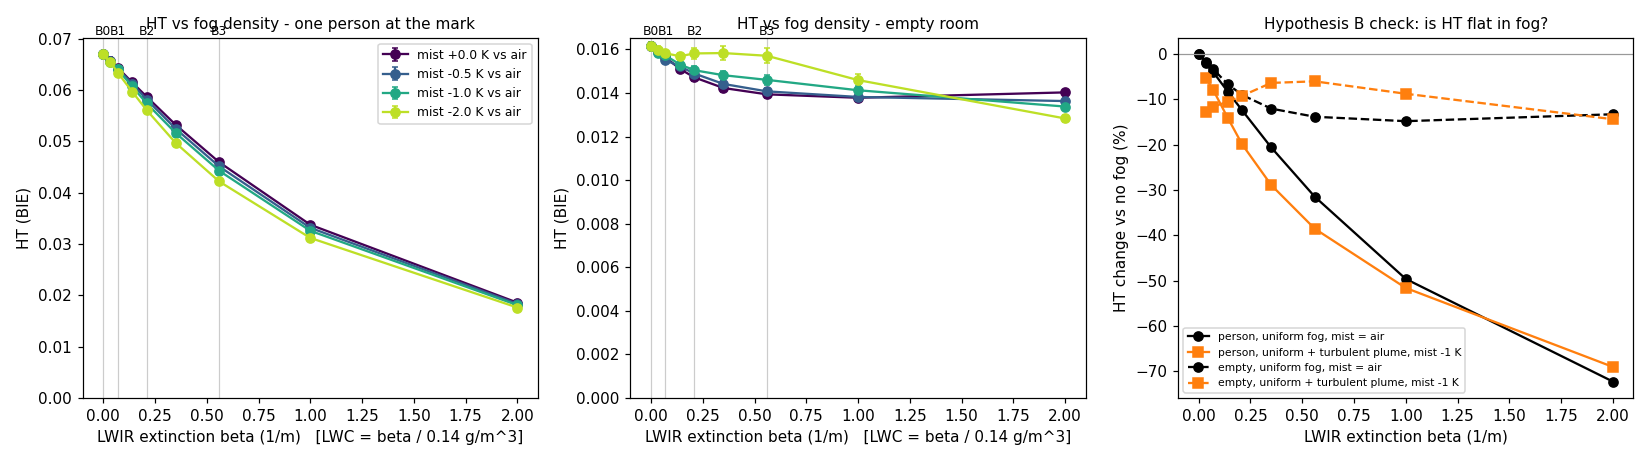 HT vs fog density - one person at the mark
B0B1 B2 B3
0.07
0.06
0.05
0.04
0.03
0.02
0.01
0.00
HT (BIE)
mist +0.0 K vs air
mist -0.5 K vs air
mist -1.0 K vs air
mist -2.0 K vs air
0.00 0.25 0.50 0.75 1.00 1.25 1.50 1.75 2.00
LWIR extinction beta (1/m) [LWC = beta / 0.14 g/m^3]
HT vs fog density - empty room
B0B1 B2 B3
0.016
0.014
0.012
0.010
0.008
0.006
0.004
0.002
0.000
HT (BIE)
0.00 0.25 0.50 0.75 1.00 1.25 1.50 1.75 2.00
LWIR extinction beta (1/m) [LWC = beta / 0.14 g/m^3]
Hypothesis B check: is HT flat in fog?
0
−10
−20
−30
−40
−50
−60
−70
HT change vs no fog (%)
person, uniform fog, mist = air
person, uniform + turbulent plume, mist -1 K
empty, uniform fog, mist = air
empty, uniform + turbulent plume, mist -1 K
0.00 0.25 0.50 0.75 1.00 1.25 1.50 1.75 2.00
LWIR extinction beta (1/m)